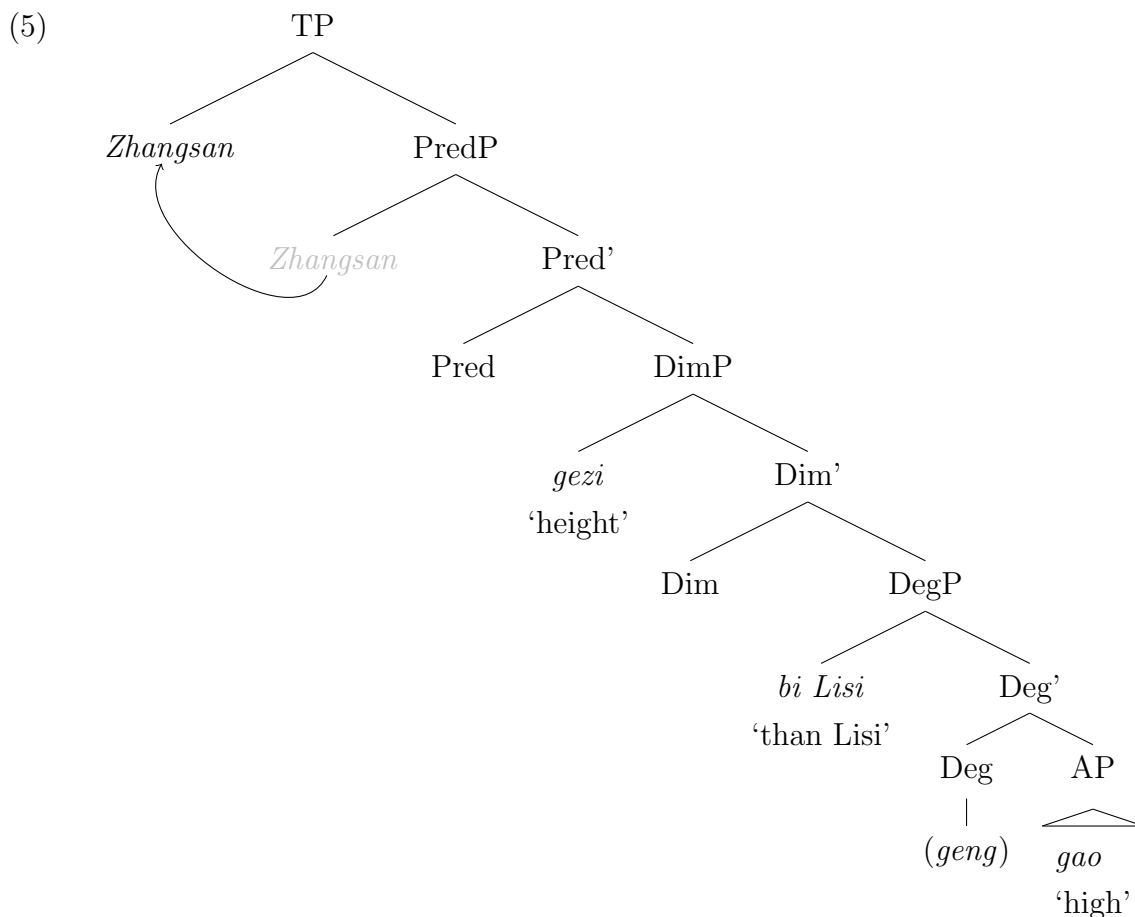 (5)
TP
Zhangsan PredP
Zhangsan Pred’
Pred DimP
gezi Dim’
‘height’
Dim DegP
bi Lisi Deg’
‘than Lisi’
Deg AP
(geng) gao
‘high’